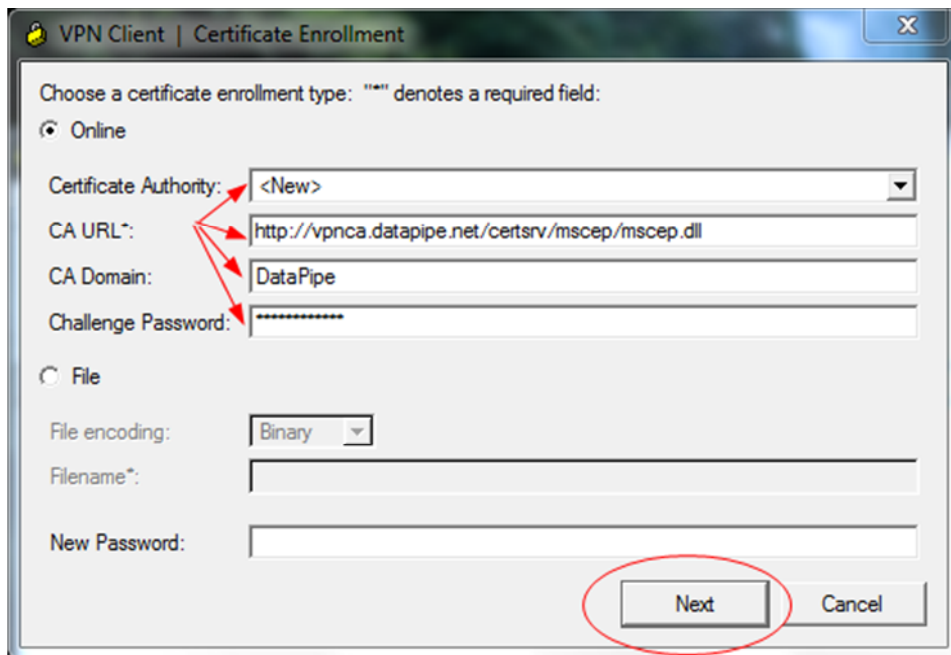 VPN Client | Certificate Enrollment
Choose a certificate enrollment type: "*" denotes a required field:
Online
Certificate Authority: <New>
CA URL*: http://vpnca.datapipe.net/certsrv/mscep/mscep.dll
CA Domain: DataPipe
Challenge Password: ************
File
File encoding: Binary
Filename*:
New Password:
Next Cancel